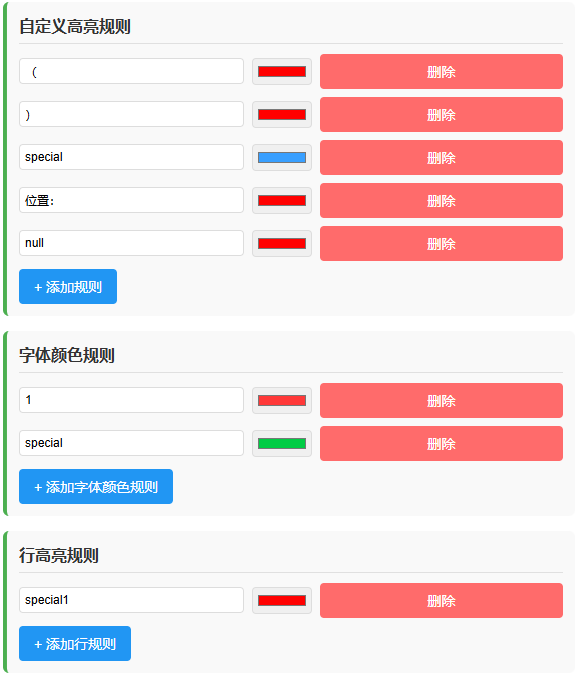 自定义高亮规则
（ 删除
） 删除
special 删除
位置： 删除
null 删除
+ 添加规则
字体颜色规则
1 删除
special 删除
+ 添加字体颜色规则
行高亮规则
special1 删除
+ 添加行规则